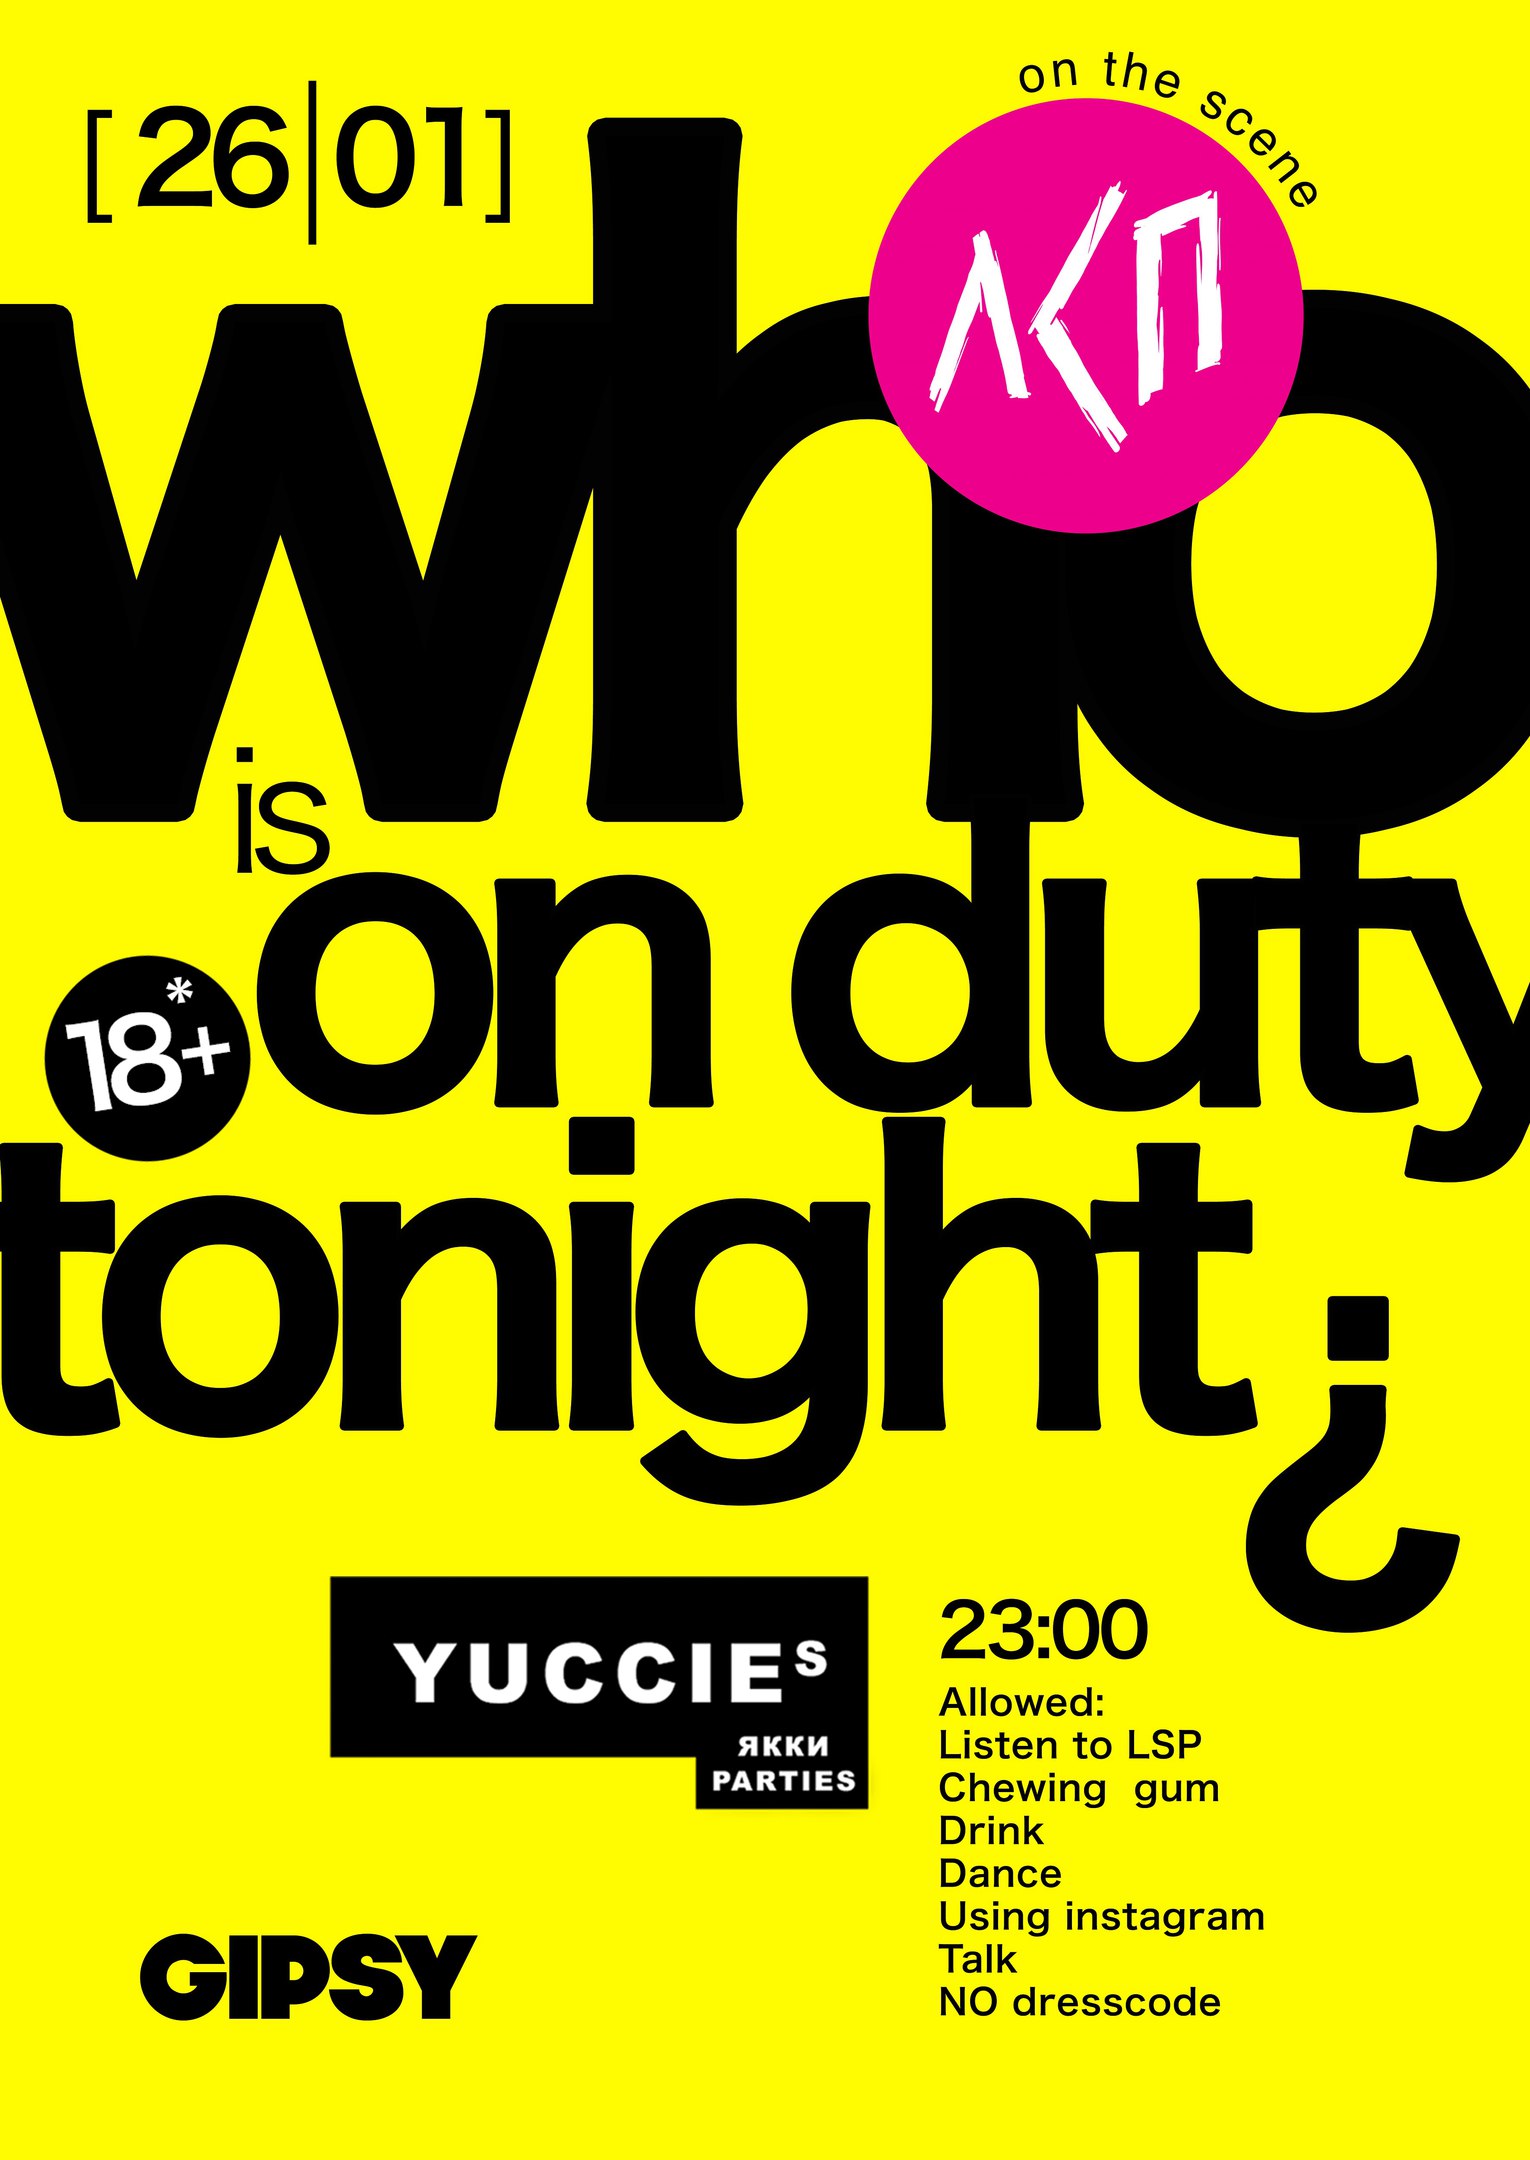 [26|01]
on the scene
ЛСП
who
is
on duty
18+*
tonight¿
YUCCIEs
ЯККИ
PARTIES
23:00
Allowed:
Listen to LSP
Chewing gum
Drink
Dance
Using instagram
Talk
NO dresscode
GIPSY